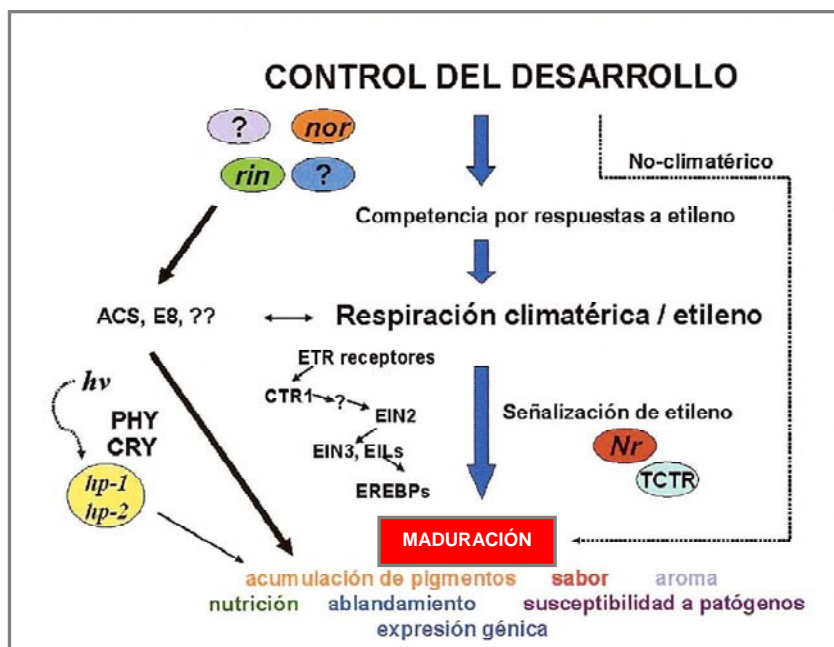 CONTROL DEL DESARROLLO
? nor
rin ?
No-climatérico
Competencia por respuestas a etileno
ACS, E8, ??
Respiración climatérica / etileno
ETR receptores
CTR1 ? EIN2
EIN3, EILs
EREBPs
hν
PHY
CRY
hp-1
hp-2
Señalización de etileno
Nr
TCTR
MADURACIÓN
acumulación de pigmentos sabor aroma
nutrición ablandamiento susceptibilidad a patógenos
expresión génica